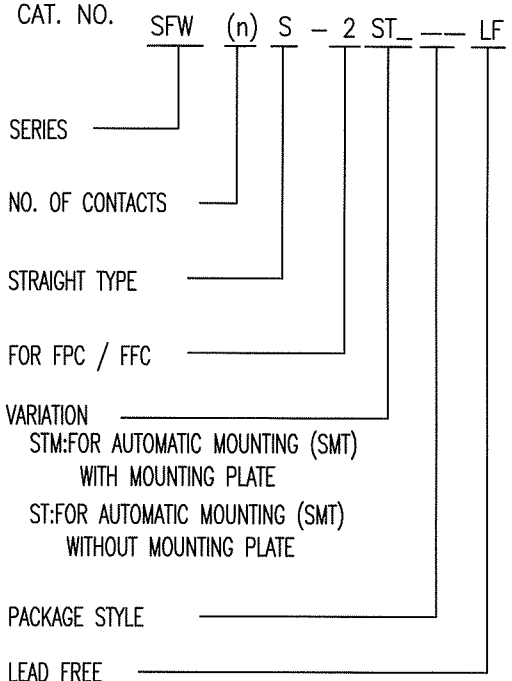 CAT. NO. SFW (n) S - 2 ST_ __ LF
SERIES
NO. OF CONTACTS
STRAIGHT TYPE
FOR FPC / FFC
VARIATION
STM:FOR AUTOMATIC MOUNTING (SMT)
WITH MOUNTING PLATE
ST:FOR AUTOMATIC MOUNTING (SMT)
WITHOUT MOUNTING PLATE
PACKAGE STYLE
LEAD FREE